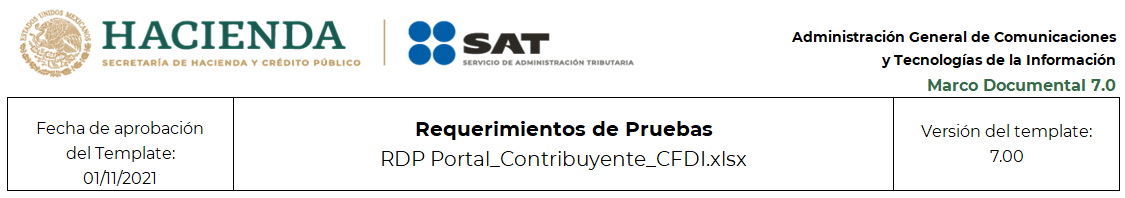 ESTADOS UNIDOS MEXICANOS
HACIENDA
SECRETARÍA DE HACIENDA Y CRÉDITO PÚBLICO
SAT
SERVICIO DE ADMINISTRACIÓN TRIBUTARIA
Administración General de Comunicaciones
y Tecnologías de la Información
Marco Documental 7.0
Fecha de aprobación
del Template:
01/11/2021
Requerimientos de Pruebas
RDP Portal_Contribuyente_CFDI.xlsx
Versión del template:
7.00